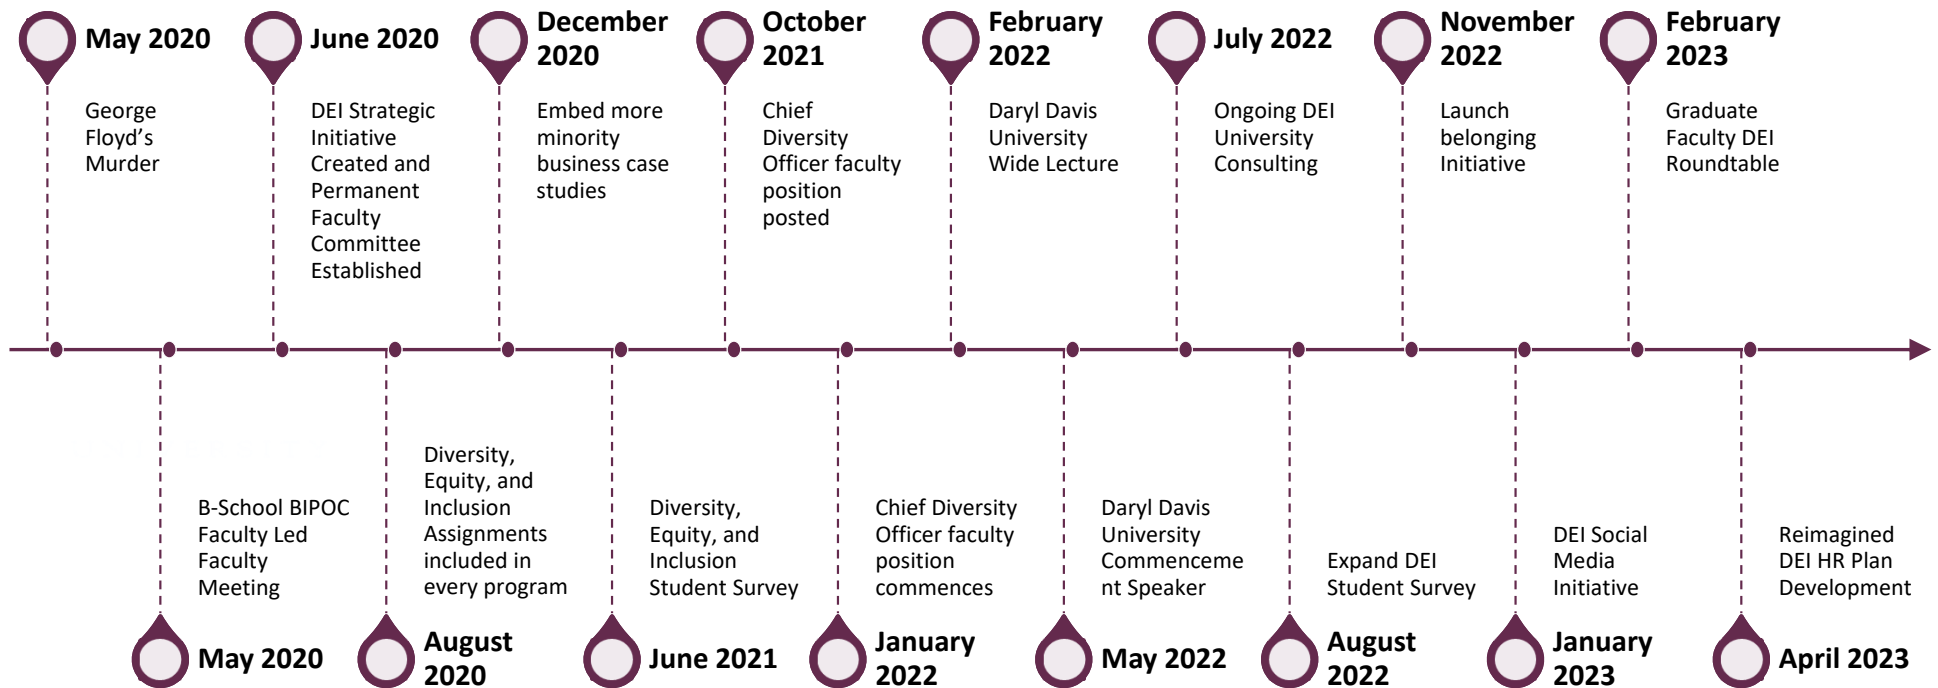 May 2020
George
Floyd’s
Murder
June 2020
DEI Strategic
Initiative
Created and
Permanent
Faculty
Committee
Established
December
2020
Embed more
minority
business case
studies
October
2021
Chief
Diversity
Officer faculty
position
posted
February
2022
Daryl Davis
University
Wide Lecture
July 2022
Ongoing DEI
University
Consulting
November
2022
Launch
belonging
Initiative
February
2023
Graduate
Faculty DEI
Roundtable
B-School BIPOC
Faculty Led
Faculty
Meeting
May 2020
Diversity,
Equity, and
Inclusion
Assignments
included in
every program
August
2020
Diversity,
Equity, and
Inclusion
Student Survey
June 2021
Chief Diversity
Officer faculty
position
commences
January
2022
Daryl Davis
University
Commenceme
nt Speaker
May 2022
Expand DEI
Student Survey
August
2022
DEI Social
Media
Initiative
January
2023
Reimagined
DEI HR Plan
Development
April 2023